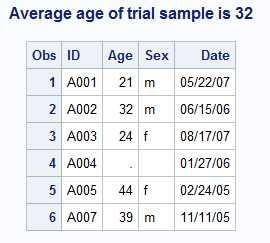 Average age of trial sample is 32
Obs ID Age Sex Date
1 A001 21 m 05/22/07
2 A002 32 m 06/15/06
3 A003 24 f 08/17/07
4 A004 . 01/27/06
5 A005 44 f 02/24/05
6 A007 39 m 11/11/05